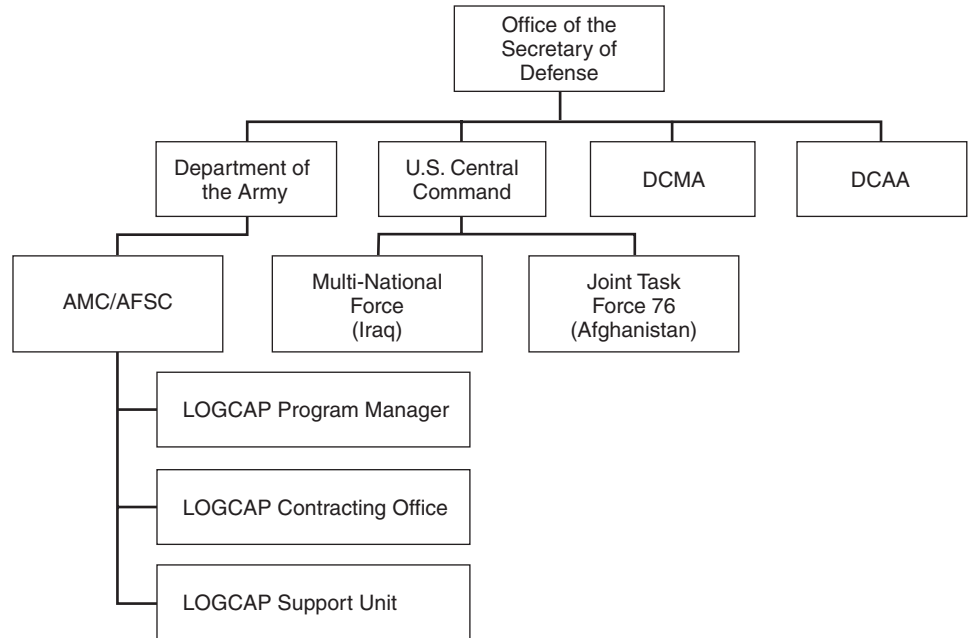 Office of the
Secretary of
Defense
Department of
the Army
U.S. Central
Command
DCMA
DCAA
AMC/AFSC
Multi-National
Force
(Iraq)
Joint Task
Force 76
(Afghanistan)
LOGCAP Program Manager
LOGCAP Contracting Office
LOGCAP Support Unit